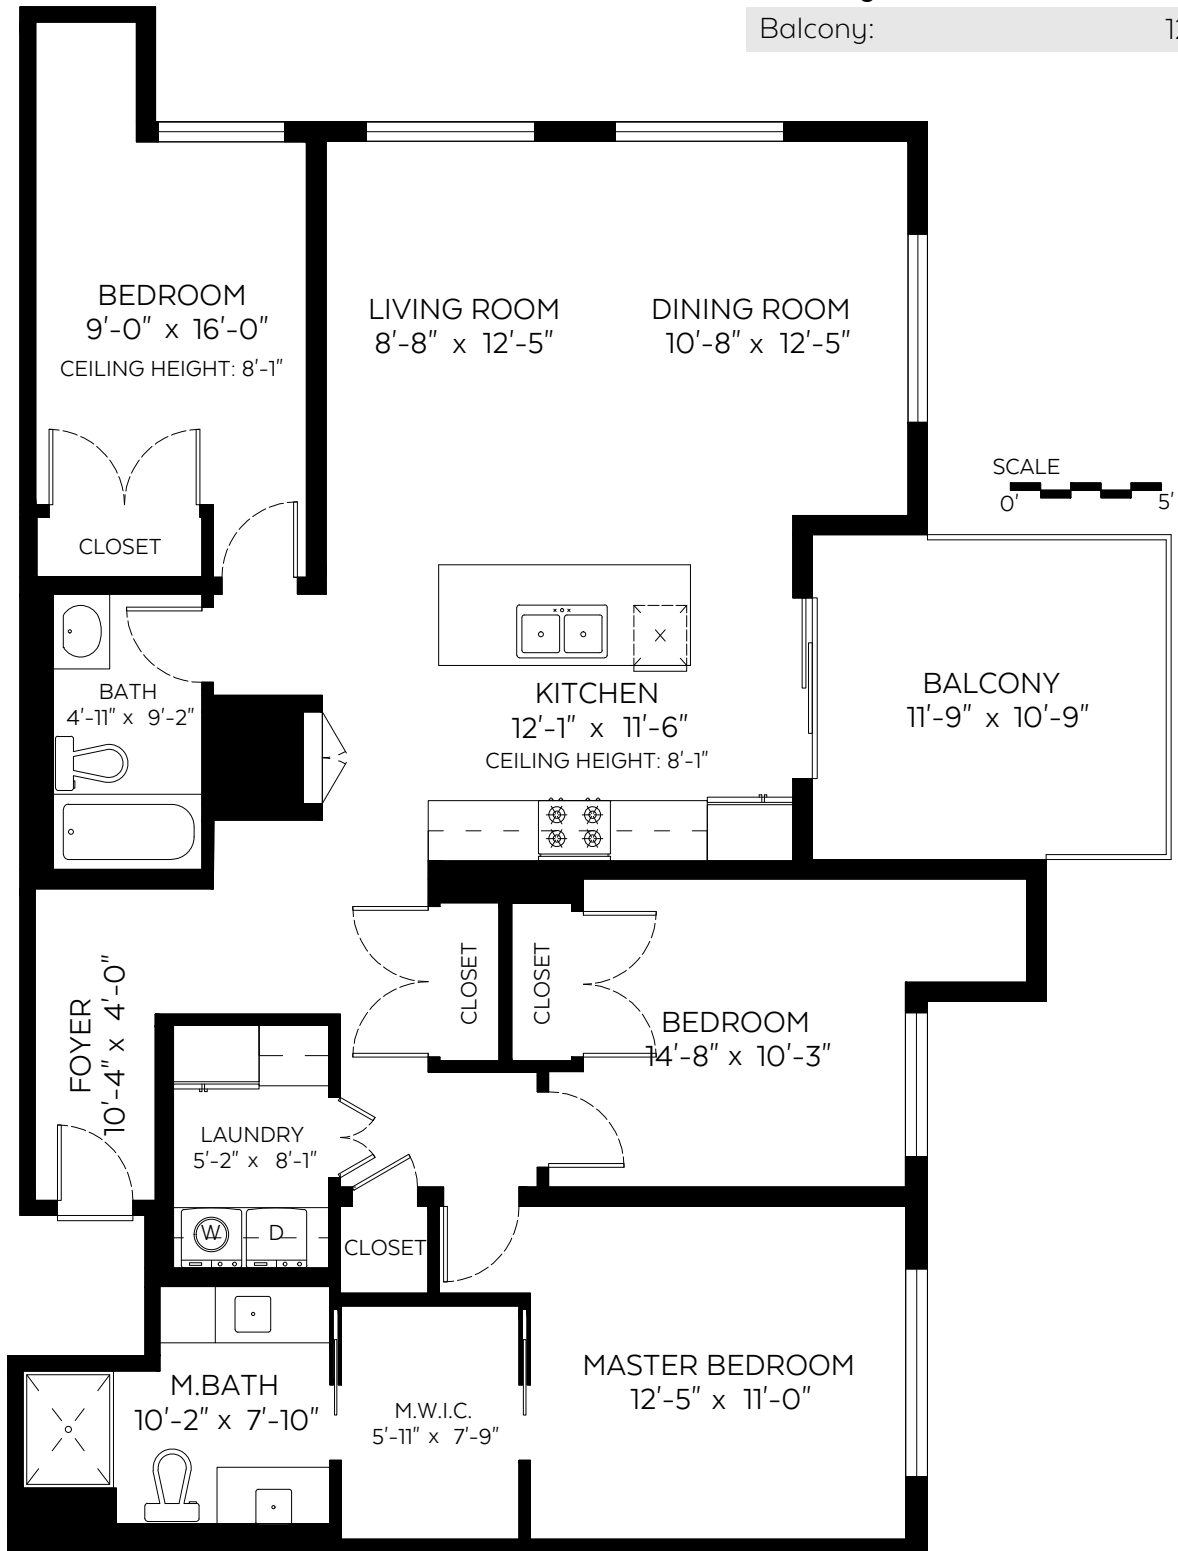 Balcony:
BEDROOM
9'-0" x 16'-0"
CEILING HEIGHT: 8'-1"
LIVING ROOM
8'-8" x 12'-5"
DINING ROOM
10'-8" x 12'-5"
SCALE
0'
5'
CLOSET
BATH
4'-11" x 9'-2"
X
KITCHEN
12'-1" x 11'-6"
CEILING HEIGHT: 8'-1"
BALCONY
11'-9" x 10'-9"
FOYER
10'-4" x 4'-0"
CLOSET
CLOSET
BEDROOM
14'-8" x 10'-3"
LAUNDRY
5'-2" x 8'-1"
W
D
CLOSET
MASTER BEDROOM
12'-5" x 11'-0"
M.BATH
10'-2" x 7'-10"
M.W.I.C.
5'-11" x 7'-9"